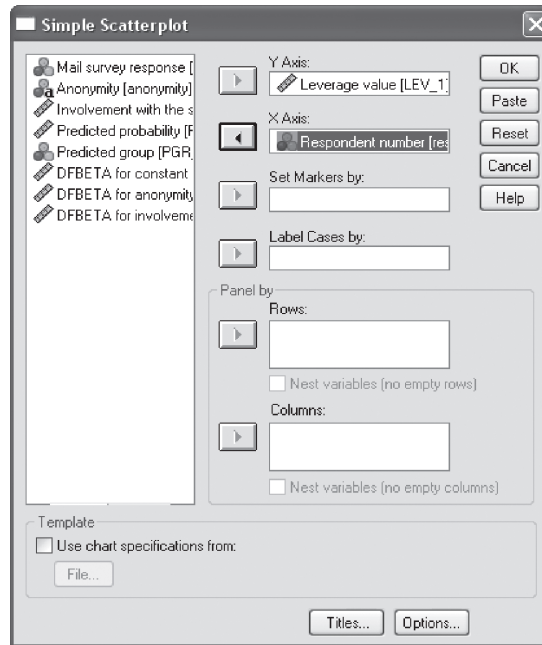 Simple Scatterplot
Mail survey response [
Anonymity [anonymity]
Involvement with the s
Predicted probability [F
Predicted group [PGR_
DFBETA for constant
DFBETA for anonymity
DFBETA for involveme
Y Axis:
Leverage value [LEV_1]
X Axis:
Respondent number [res
Set Markers by:
Label Cases by:
Panel by
Rows:
Nest variables (no empty rows)
Columns:
Nest variables (no empty columns)
OK
Paste
Reset
Cancel
Help
Template
Use chart specifications from:
File...
Titles...
Options...